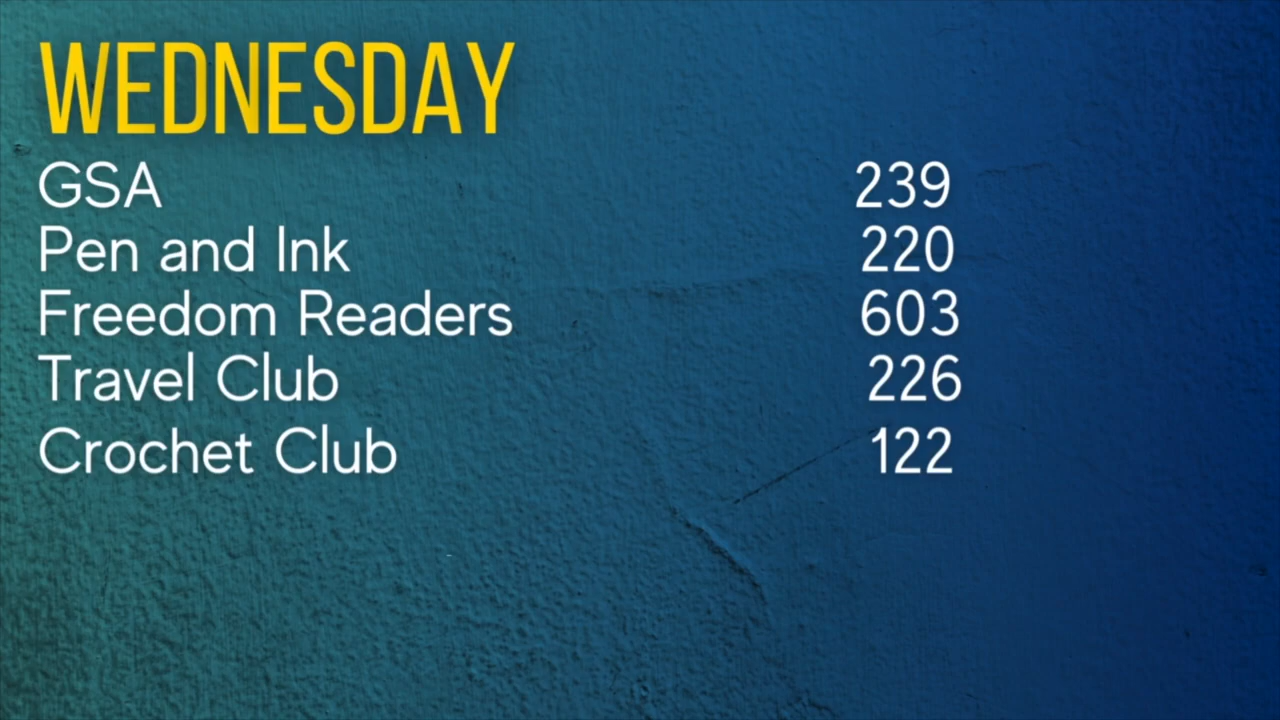 WEDNESDAY
GSA 239
Pen and Ink 220
Freedom Readers 603
Travel Club 226
Crochet Club 122